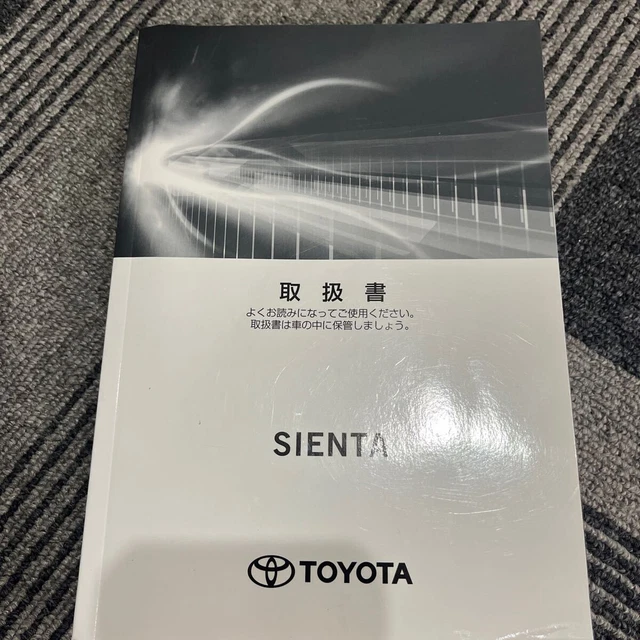 取扱書
よくお読みになってご使用ください。
取扱書は車の中に保管しましょう。
SIENTA
TOYOTA